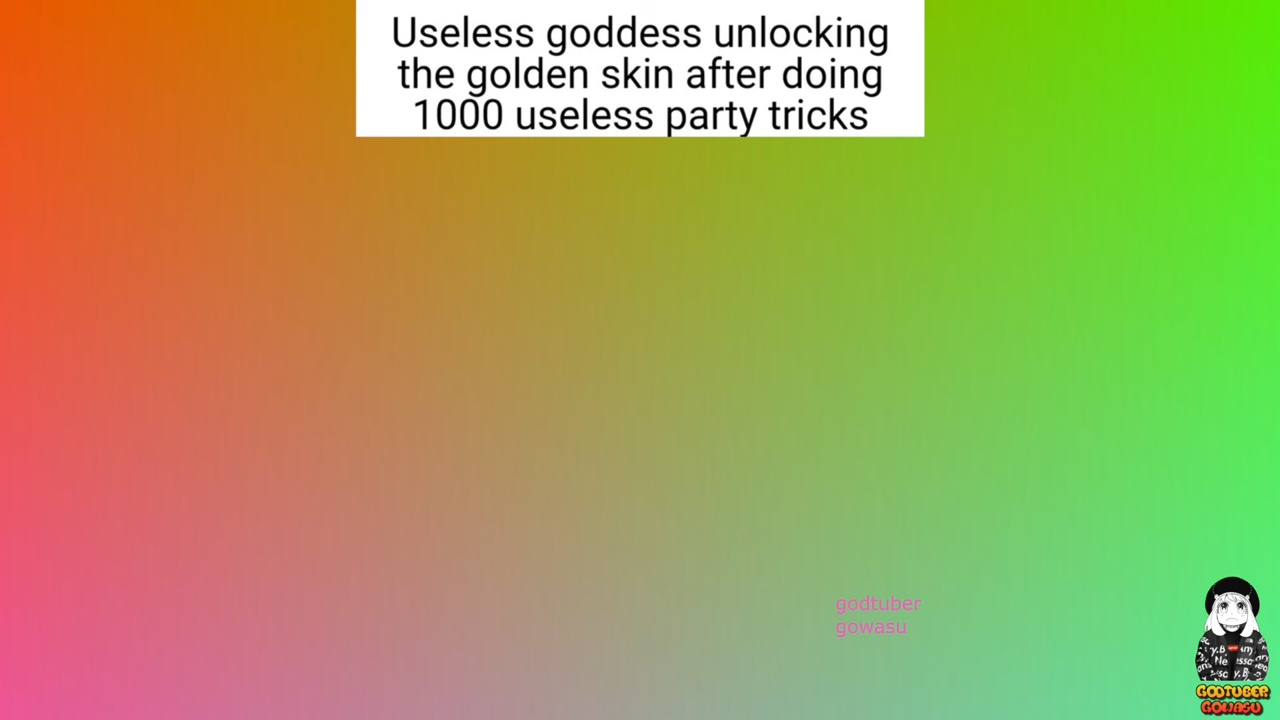 Useless goddess unlocking
the golden skin after doing
1000 useless party tricks
godtuber
gowasu
GODTUBER
GOWASU